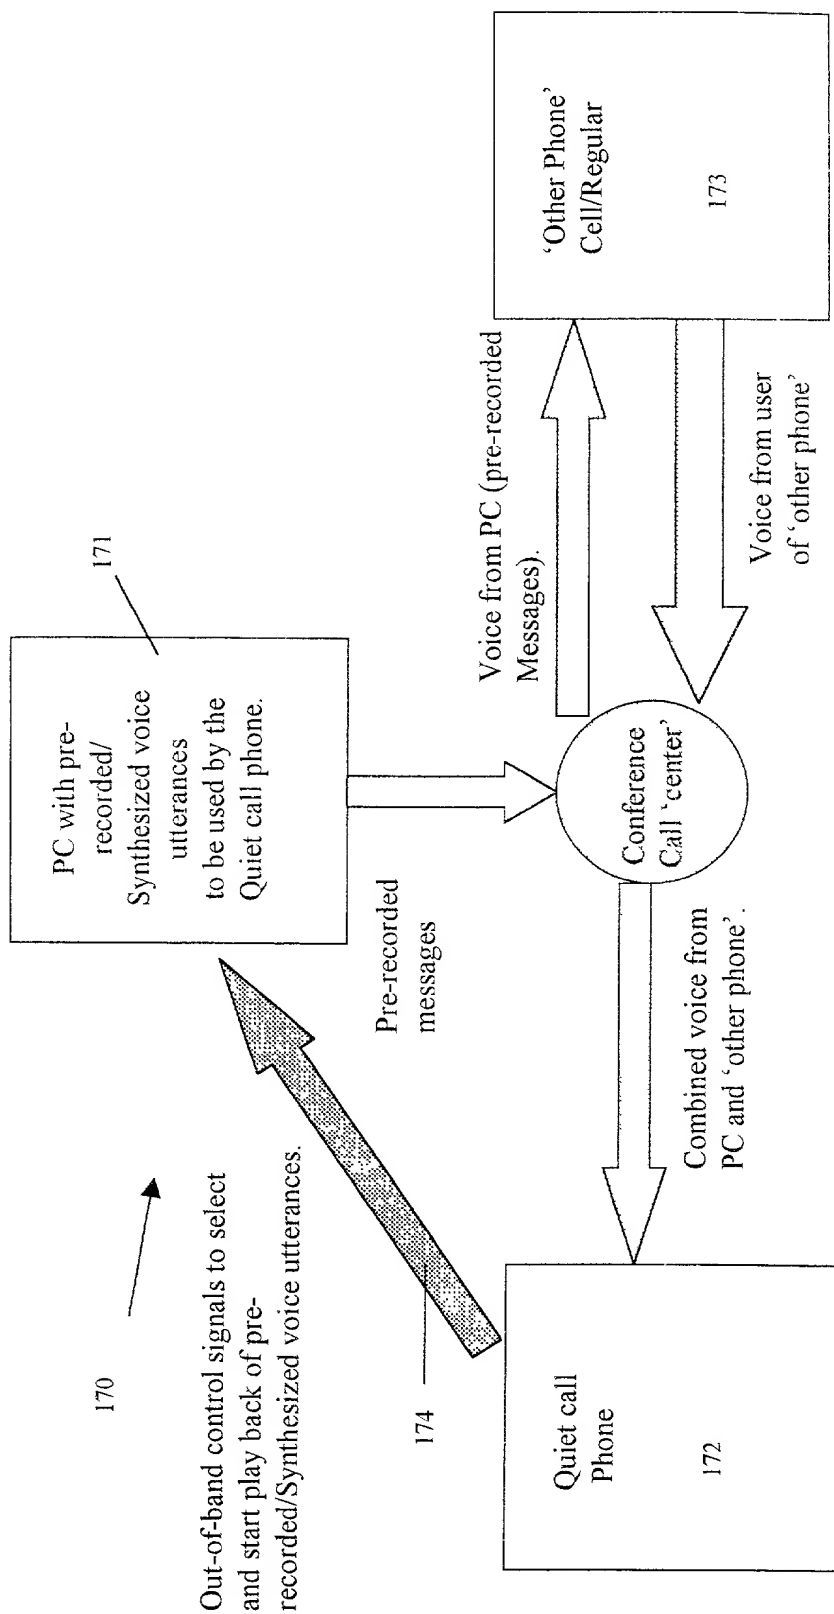 170
Out-of-band control signals to select
and start play back of pre-
recorded/Synthesized voice utterances.
174
PC with pre-
recorded/
Synthesized voice
utterances
to be used by the
Quiet call phone.
171
Pre-recorded
messages
Quiet call
Phone
172
Combined voice from
PC and ‘other phone’.
Conference
Call ‘center’
Voice from PC (pre-recorded
Messages).
Voice from user
of ‘other phone’
‘Other Phone’
Cell/Regular
173